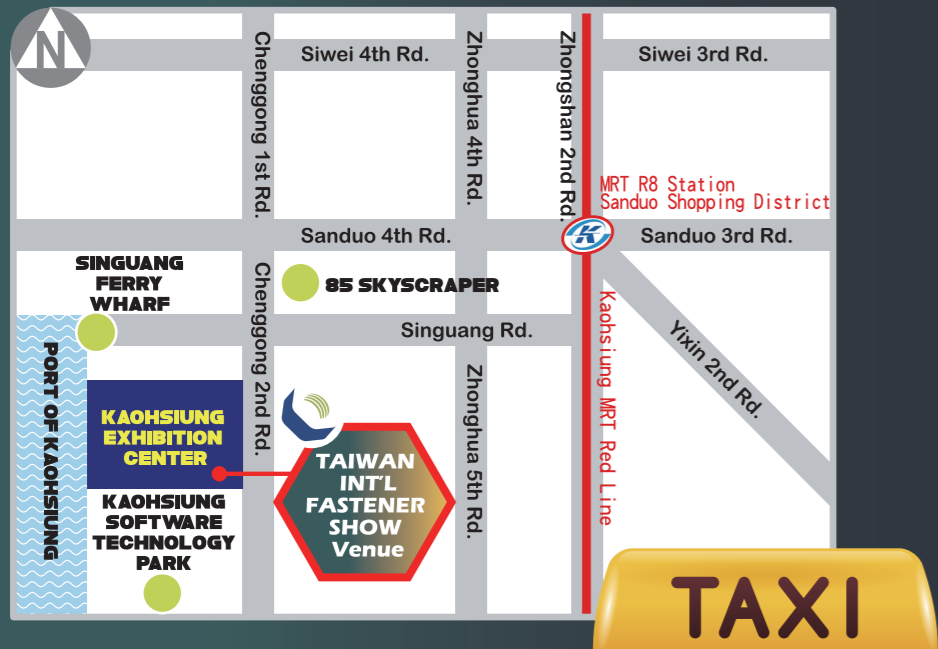 N
Siwei 4th Rd.
Siwei 3rd Rd.
Chenggong 1st Rd.
Zhonghua 4th Rd.
Zhongshan 2nd Rd.
MRT R8 Station
Sanduo Shopping District
Sanduo 4th Rd.
Sanduo 3rd Rd.
K
SINGUANG
FERRY
WHARF
85 SKYSCRAPER
Singuang Rd.
Chenggong 2nd Rd.
Kaohsiung MRT Red Line
Yixin 2nd Rd.
PORT OF KAOHSIUNG
Zhonghua 5th Rd.
KAOHSIUNG
EXHIBITION
CENTER
TAIWAN
INT'L
FASTENER
SHOW
Venue
KAOHSIUNG
SOFTWARE
TECHNOLOGY
PARK
TAXI